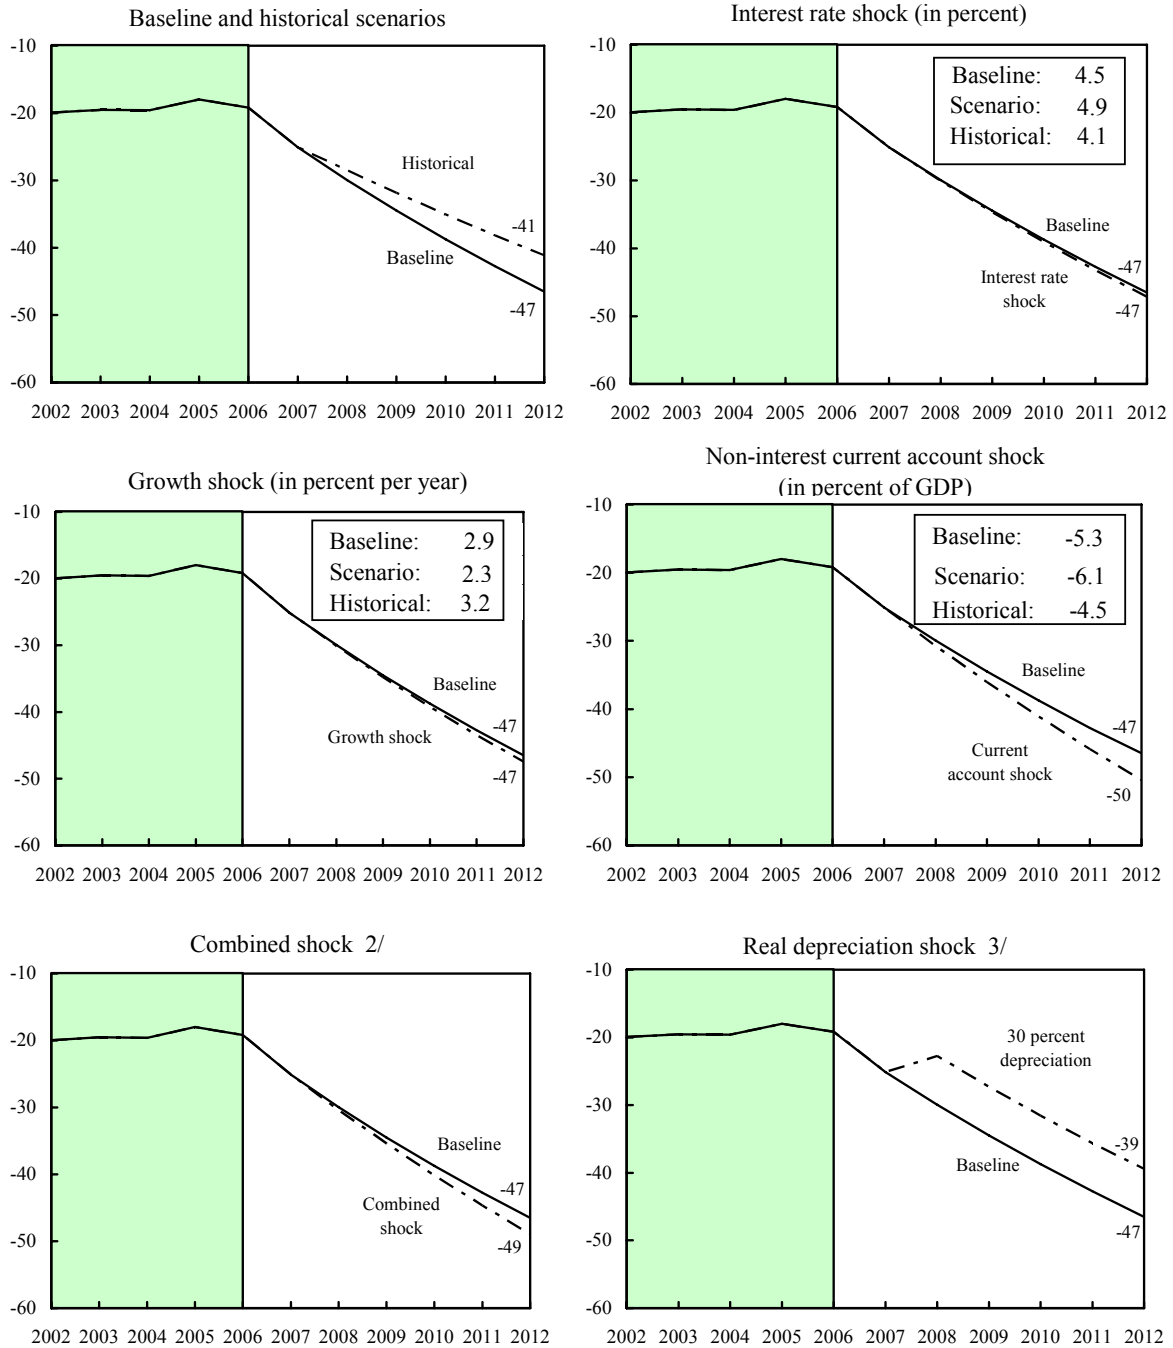 Baseline and historical scenarios
-10
-20
-30
-40
-50
-60
Historical
-41
Baseline
-47
2002 2003 2004 2005 2006 2007 2008 2009 2010 2011 2012
Interest rate shock (in percent)
-10
-20
-30
-40
-50
-60
Baseline: 4.5
Scenario: 4.9
Historical: 4.1
Baseline
-47
Interest rate
shock
-47
2002 2003 2004 2005 2006 2007 2008 2009 2010 2011 2012
Growth shock (in percent per year)
-10
-20
-30
-40
-50
-60
Baseline: 2.9
Scenario: 2.3
Historical: 3.2
Baseline
-47
Growth shock
-47
2002 2003 2004 2005 2006 2007 2008 2009 2010 2011 2012
Non-interest current account shock
(in percent of GDP)
-10
-20
-30
-40
-50
-60
Baseline: -5.3
Scenario: -6.1
Historical: -4.5
Baseline
-47
Current
account shock
-50
2002 2003 2004 2005 2006 2007 2008 2009 2010 2011 2012
Combined shock 2/
-10
-20
-30
-40
-50
-60
Baseline
-47
Combined
shock
-49
2002 2003 2004 2005 2006 2007 2008 2009 2010 2011 2012
Real depreciation shock 3/
-10
-20
-30
-40
-50
-60
30 percent
depreciation
-39
Baseline
-47
2002 2003 2004 2005 2006 2007 2008 2009 2010 2011 2012